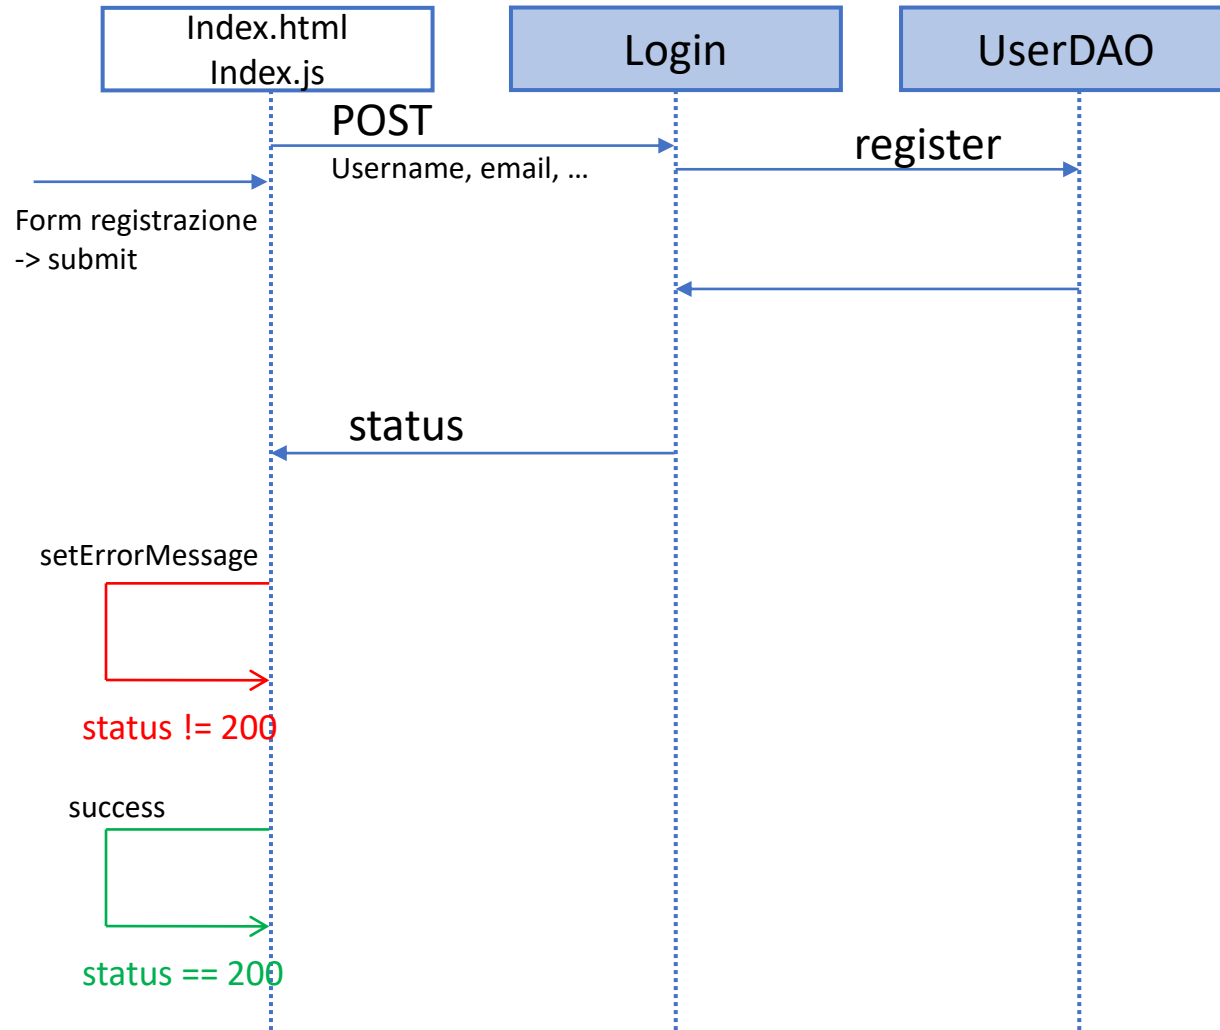 Index.html
Index.js
Login
UserDAO
POST
Username, email, …
register
Form registrazione
-> submit
status
setErrorMessage
status != 200
success
status == 200